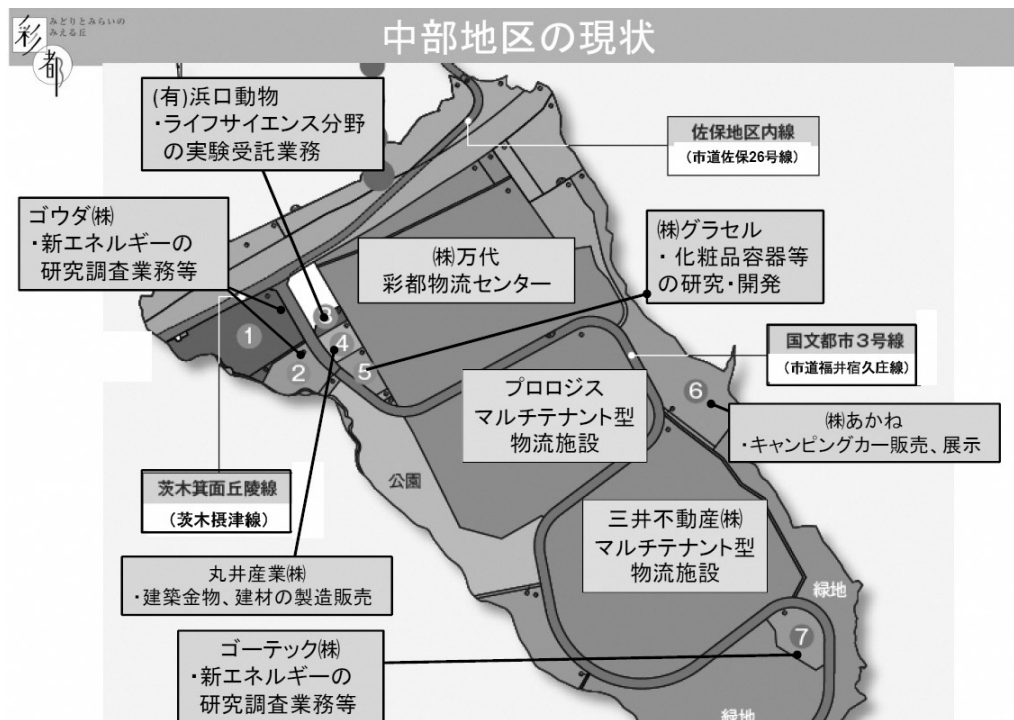 彩都
みどりとみらいの
みえる丘
中部地区の現状
(有)浜口動物
・ライフサイエンス分野
の実験受託業務
佐保地区内線
(市道佐保26号線)
ゴウダ㈱
・新エネルギーの
研究調査業務等
㈱万代
彩都物流センター
㈱グラセル
・化粧品容器等
の研究・開発
国文都市3号線
(市道福井宿久庄線)
1
2
3
4
5
6
プロロジス
マルチテナント型
物流施設
㈱あかね
・キャンピングカー販売、展示
公園
茨木箕面丘陵線
(茨木摂津線)
三井不動産㈱
マルチテナント型
物流施設
丸井産業㈱
・建築金物、建材の製造販売
緑地
7
ゴーテック㈱
・新エネルギーの
研究調査業務等
緑地